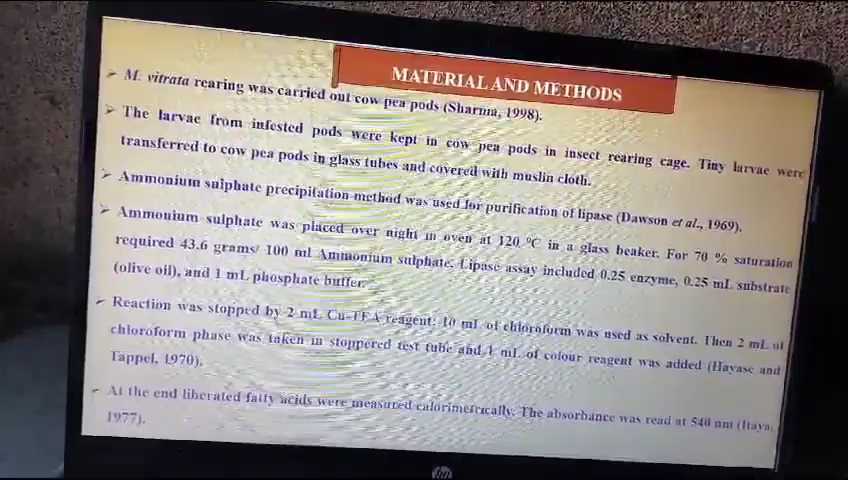 MATERIAL AND METHODS
➢ M. vitrata rearing was carried out cow pea pods (Sharma, 1998).
➢ The larvae from infested pods were kept in cow pea pods in insect rearing cage. Tiny larvae were
transferred to cow pea pods in glass tubes and covered with muslin cloth.
➢ Ammonium sulphate precipitation method was used for purification of lipase (Dawson et al., 1969).
➢ Ammonium sulphate was placed over night in oven at 120 °C in a glass beaker. For 70 % saturation
required 43.6 grams/ 100 ml Ammonium sulphate. Lipase assay included 0.25 enzyme, 0.25 mL substrate
(olive oil), and 1 mL phosphate buffer.
➢ Reaction was stopped by 2 mL Cu-TEA reagent. 10 mL of chloroform was used as solvent. Then 2 mL of
chloroform phase was taken in stoppered test tube and 1 mL of colour reagent was added (Hayase and
Tappel, 1970).
➢ At the end liberated fatty acids were measured calorimetrically. The absorbance was read at 540 nm (Itaya,
1977).
hp